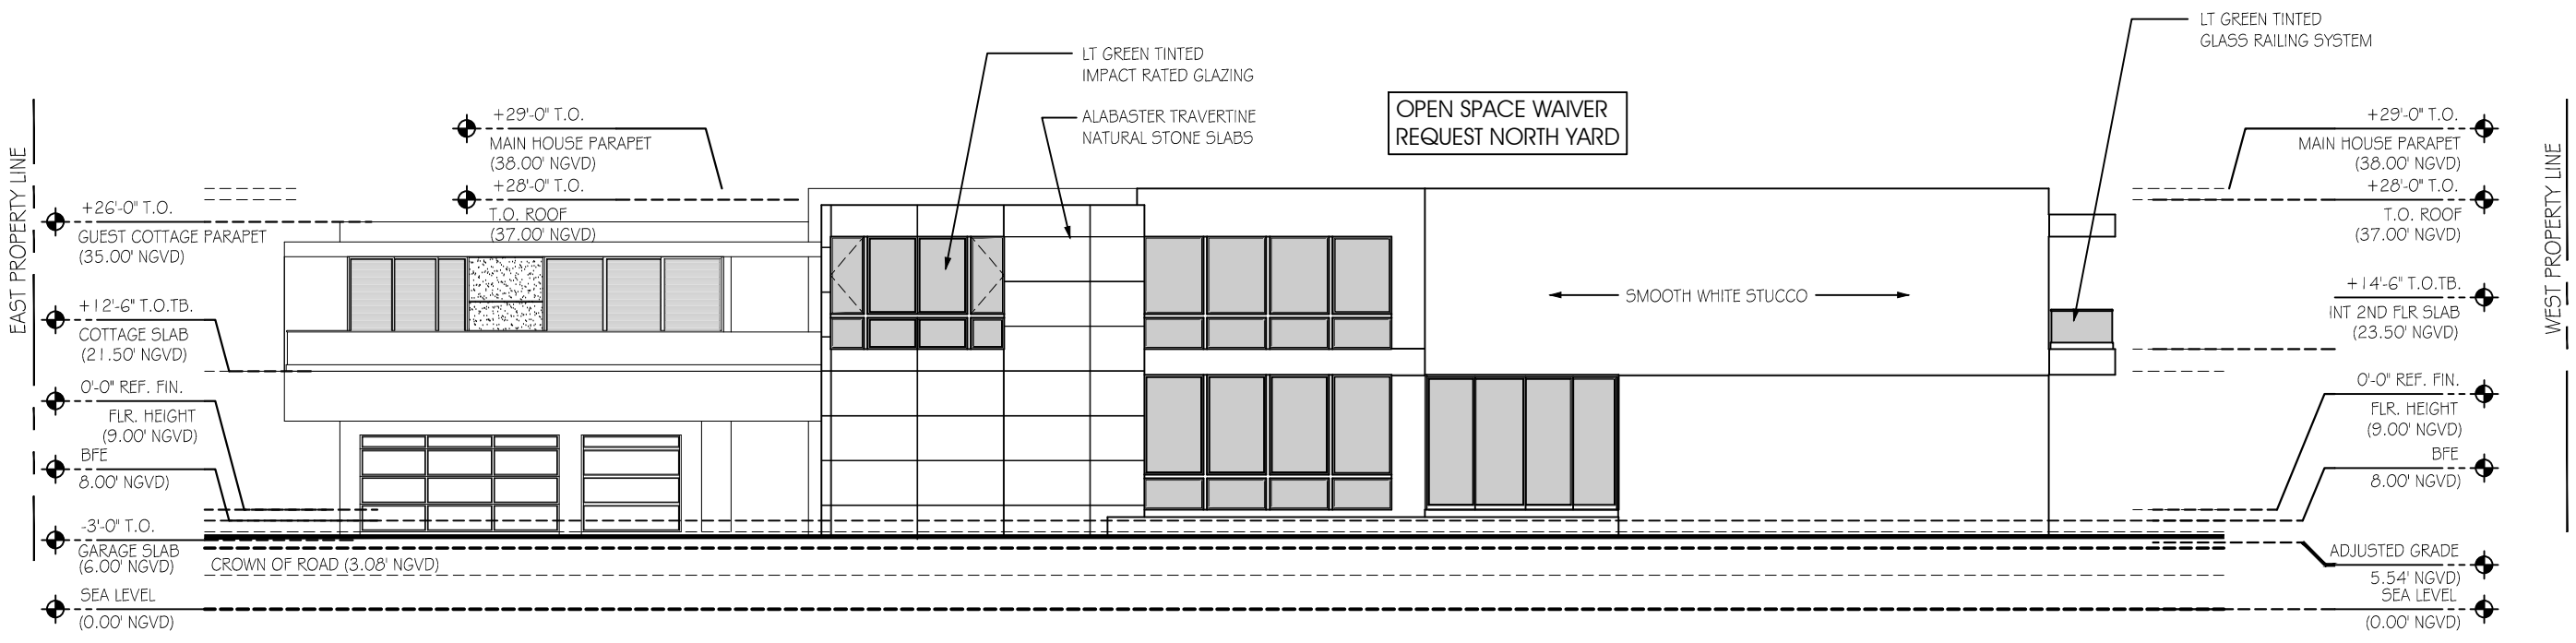 LT GREEN TINTED
GLASS RAILING SYSTEM
LT GREEN TINTED
IMPACT RATED GLAZING
ALABASTER TRAVERTINE
NATURAL STONE SLABS
OPEN SPACE WAIVER
REQUEST NORTH YARD
EAST PROPERTY LINE
+29'-0" T.O.
MAIN HOUSE PARAPET
(38.00' NGVD)
+28'-0" T.O.
T.O. ROOF
(37.00' NGVD)
+26'-0" T.O.
GUEST COTTAGE PARAPET
(35.00' NGVD)
+12'-6" T.O.TB.
COTTAGE SLAB
(21.50' NGVD)
0'-0" REF. FIN.
FLR. HEIGHT
(9.00' NGVD)
BFE
8.00' NGVD)
-3'-0" T.O.
GARAGE SLAB
(6.00' NGVD)
CROWN OF ROAD (3.08' NGVD)
SEA LEVEL
(0.00' NGVD)
SMOOTH WHITE STUCCO
+29'-0" T.O.
MAIN HOUSE PARAPET
(38.00' NGVD)
+28'-0" T.O.
T.O. ROOF
(37.00' NGVD)
+14'-6" T.O.TB.
INT 2ND FLR SLAB
(23.50' NGVD)
0'-0" REF. FIN.
FLR. HEIGHT
(9.00' NGVD)
BFE
8.00' NGVD)
ADJUSTED GRADE
5.54' NGVD)
SEA LEVEL
(0.00' NGVD)
WEST PROPERTY LINE